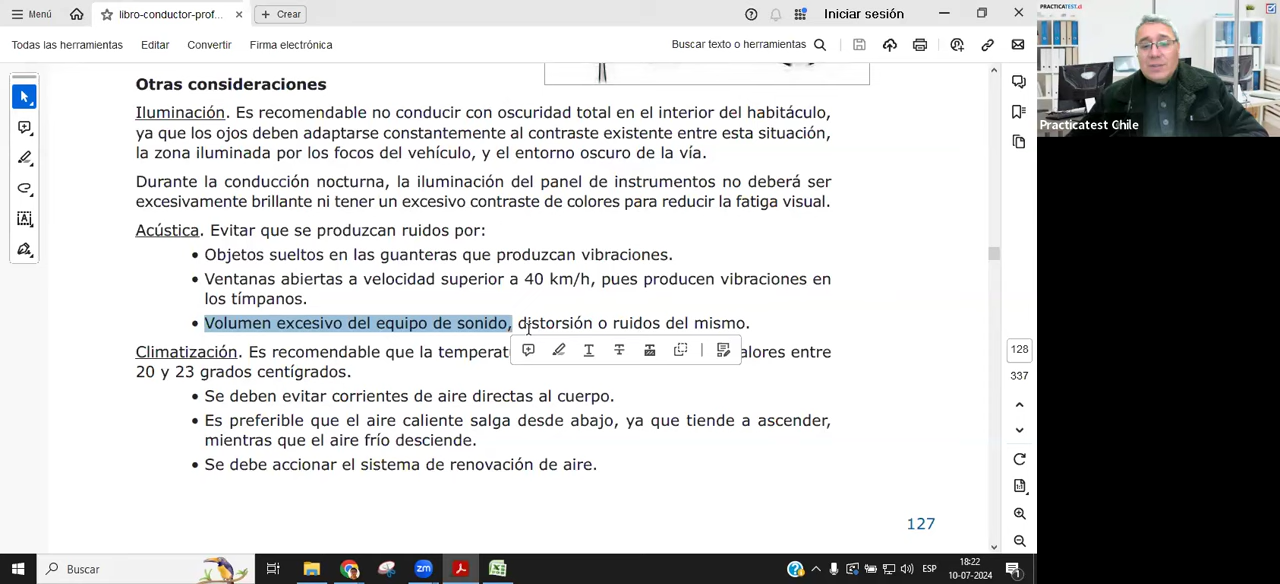 Menú
libro-conductor-prof...
Crear
Iniciar sesión
Todas las herramientas
Editar
Convertir
Firma electrónica
Buscar texto o herramientas
PRACTICATEST.cl
Practicatest Chile
Otras consideraciones
Iluminación. Es recomendable no conducir con oscuridad total en el interior del habitáculo,
ya que los ojos deben adaptarse constantemente al contraste existente entre esta situación,
la zona iluminada por los focos del vehículo, y el entorno oscuro de la vía.
Durante la conducción nocturna, la iluminación del panel de instrumentos no deberá ser
excesivamente brillante ni tener un excesivo contraste de colores para reducir la fatiga visual.
Acústica. Evitar que se produzcan ruidos por:
• Objetos sueltos en las guanteras que produzcan vibraciones.
• Ventanas abiertas a velocidad superior a 40 km/h, pues producen vibraciones en
los tímpanos.
• Volumen excesivo del equipo de sonido, distorsión o ruidos del mismo.
Climatización. Es recomendable que la temperat alores entre
20 y 23 grados centígrados.
• Se deben evitar corrientes de aire directas al cuerpo.
• Es preferible que el aire caliente salga desde abajo, ya que tiende a ascender,
mientras que el aire frío desciende.
• Se debe accionar el sistema de renovación de aire.
127
128
337
Buscar
zm
ESP
18:22
10-07-2024
1